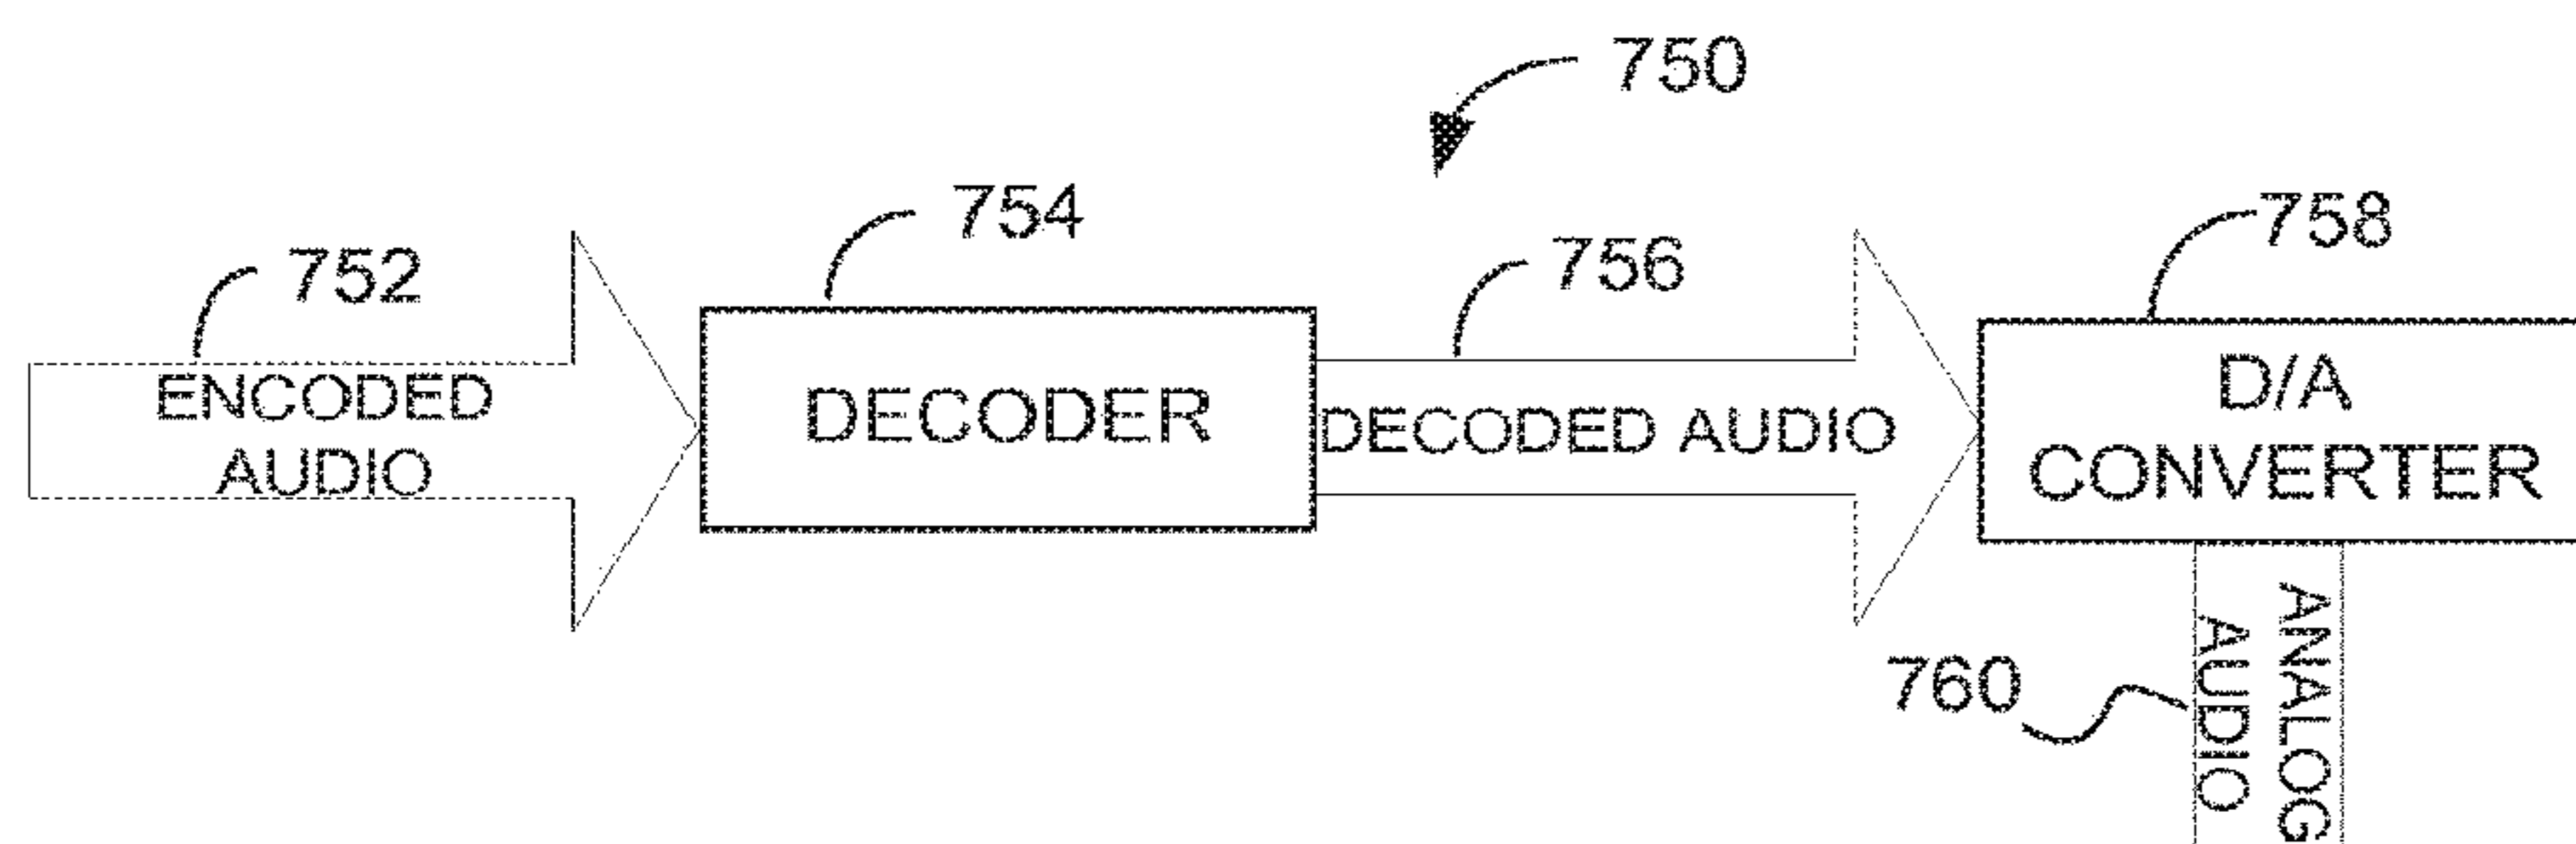 750
752
754
756
758
ENCODED
AUDIO
DECODER
DECODED AUDIO
D/A
CONVERTER
760
ANALOG
AUDIO